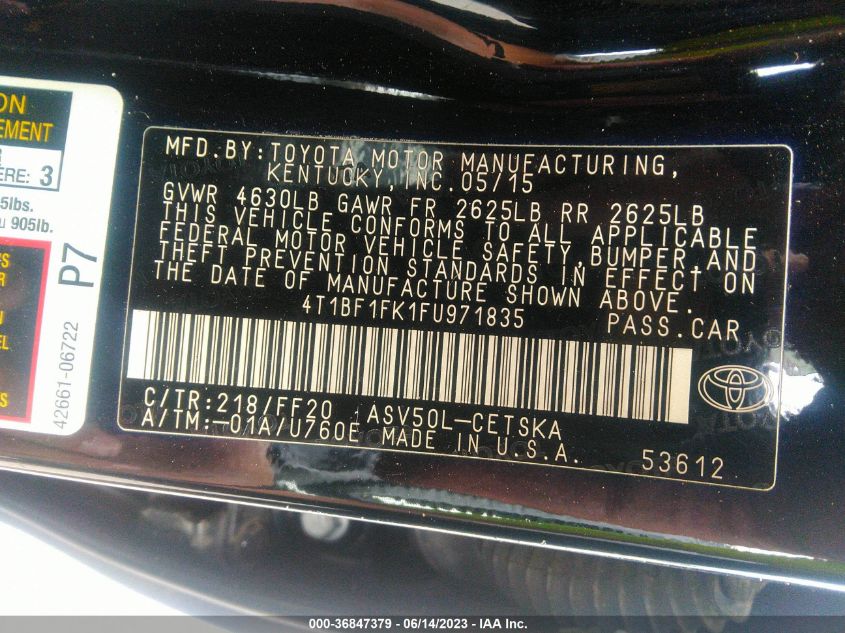 ON
EMENT
R
ERE: 3
5lbs.
u 905lb.
P7
42661-06722
MFD.BY:TOYOTA MOTOR MANUFACTURING,
KENTUCKY, INC. 05/15
GVWR 4630LB GAWR FR 2625LB RR 2625LB
THIS VEHICLE CONFORMS TO ALL APPLICABLE
FEDERAL MOTOR VEHICLE SAFETY,BUMPER,AND
THEFT PREVENTION STANDARDS IN EFFECT ON
THE DATE OF MANUFACTURE SHOWN ABOVE.
4T1BF1FK1FU971835 PASS.CAR
C/TR:218/FF20 ASV50L-CETSKA
A/TM:-01A/U760E MADE IN U.S.A. 53612
000-36847379 - 06/14/2023 - IAA Inc.